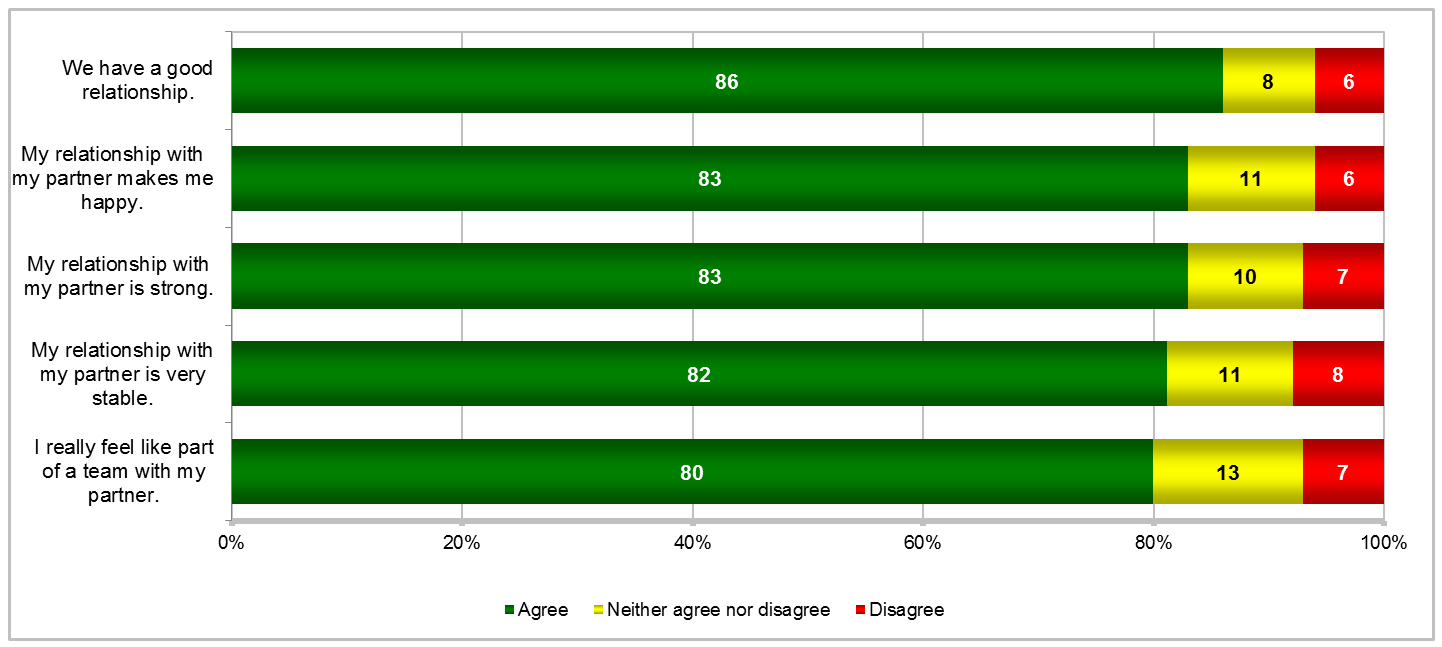 We have a good
relationship.
86 8 6
My relationship with
my partner makes me
happy.
83 11 6
My relationship with
my partner is strong.
83 10 7
My relationship with
my partner is very
stable.
82 11 8
I really feel like part
of a team with my
partner.
80 13 7
0% 20% 40% 60% 80% 100%
Agree Neither agree nor disagree Disagree